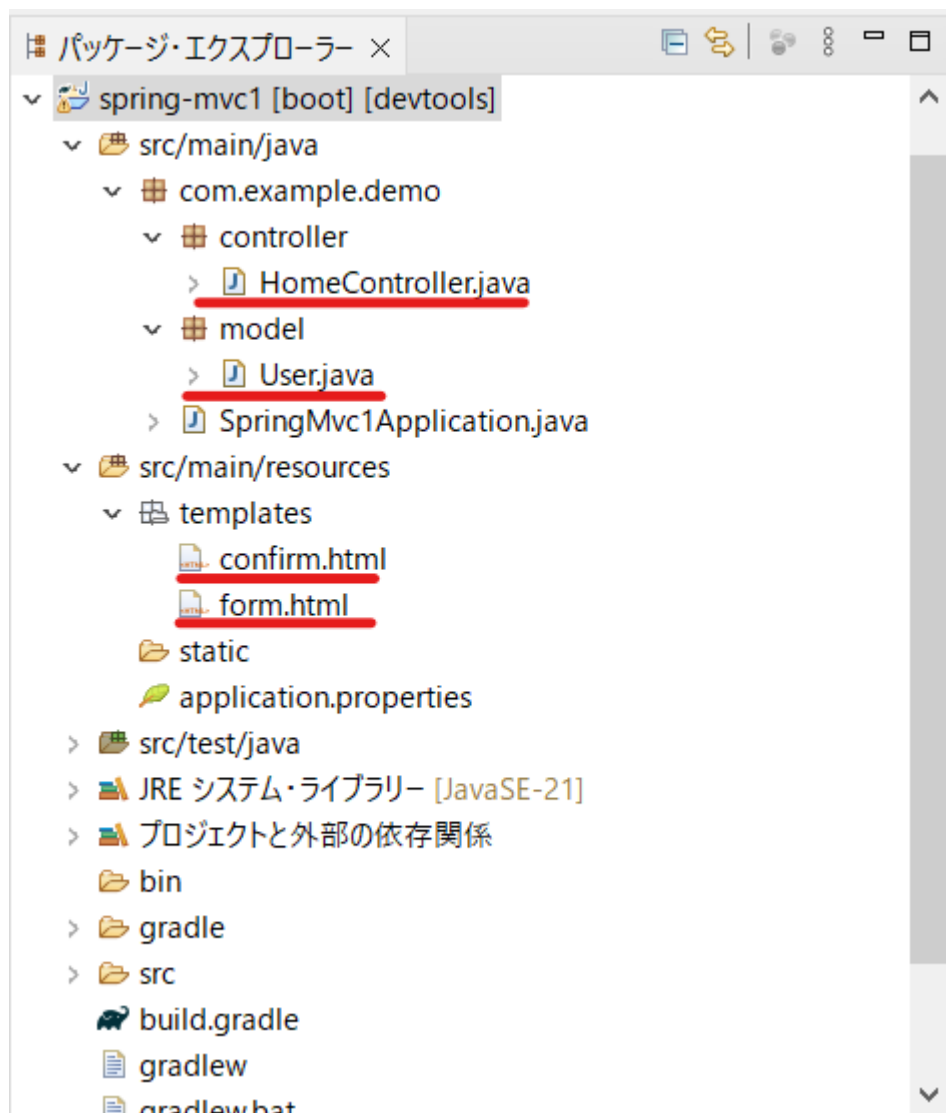 パッケージ・エクスプローラー
spring-mvc1 [boot] [devtools]
src/main/java
com.example.demo
controller
HomeController.java
model
User.java
SpringMvc1Application.java
src/main/resources
templates
confirm.html
form.html
static
application.properties
src/test/java
JRE システム・ライブラリー [JavaSE-21]
プロジェクトと外部の依存関係
bin
gradle
src
build.gradle
gradlew
gradlew.bat